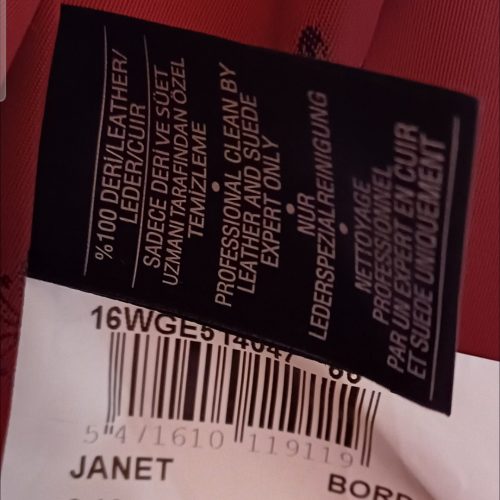 %100 DERİ/LEATHER/
LEDER/CUIR
SADECE DERİ VE SÜET
UZMANI TARAFINDAN ÖZEL
TEMİZLEME
•
PROFESSIONAL CLEAN BY
LEATHER AND SUEDE
EXPERT ONLY
•
NUR
LEDERSPEZIALREINIGUNG
•
NETTOYAGE
PROFESSIONNEL
PAR UN EXPERT EN CUIR
ET SUEDE UNIQUEMENT
16WGE514047
119119
JANET